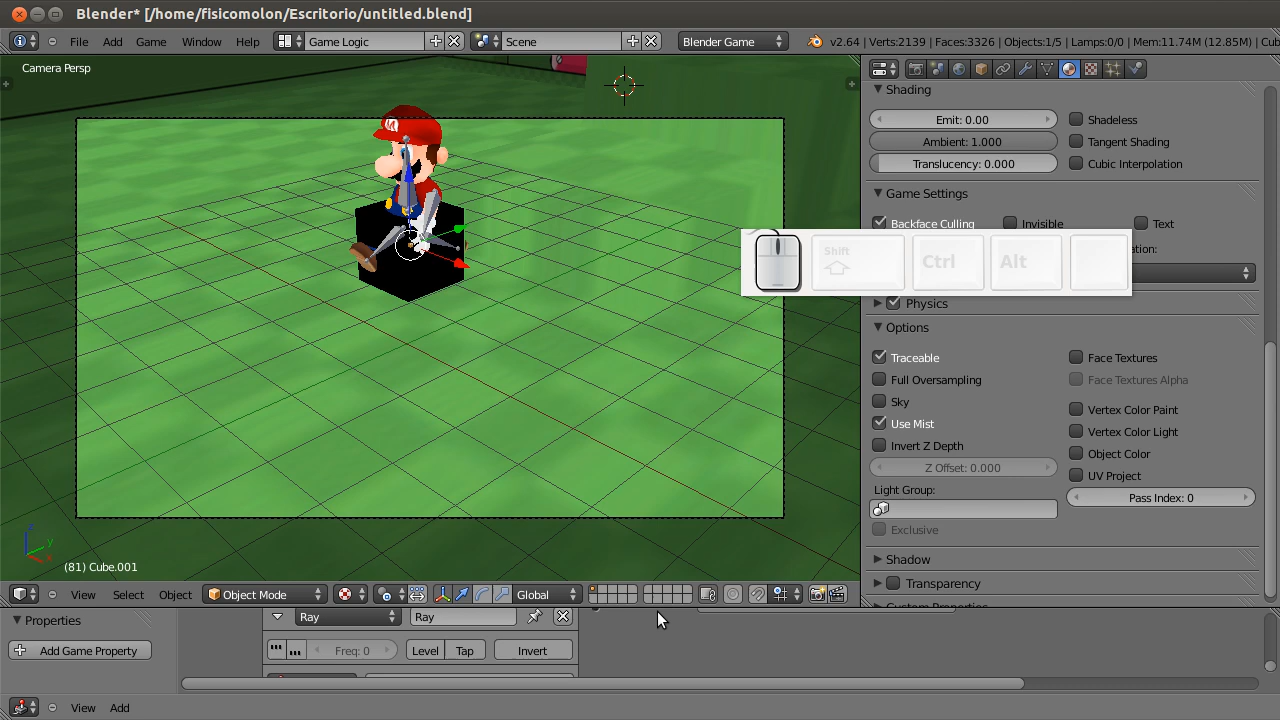 Blender* [/home/fisicomolon/Escritorio/untitled.blend]
File Add Game Window Help Game Logic Scene Blender Game v2.64 | Verts:2139 | Faces:3326 | Objects:1/5 | Lamps:0/0 | Mem:11.74M (12.85M) | Cub
Camera Persp
Shading
Emit: 0.00 Shadeless
Ambient: 1.000 Tangent Shading
Translucency: 0.000 Cubic Interpolation
Game Settings
Backface Culling Invisible Text
ation:
Shift
Ctrl Alt
Physics
Options
Traceable Face Textures
Full Oversampling Face Textures Alpha
Sky Vertex Color Paint
Use Mist Vertex Color Light
Invert Z Depth Object Color
Z Offset: 0.000 UV Project
Light Group: Pass Index: 0
Exclusive
Shadow
Transparency
Custom Properties
M
z
y
x
(81) Cube.001
View Select Object Object Mode Global
Properties Ray Ray
Add Game Property Freq: 0 Level Tap Invert
View Add